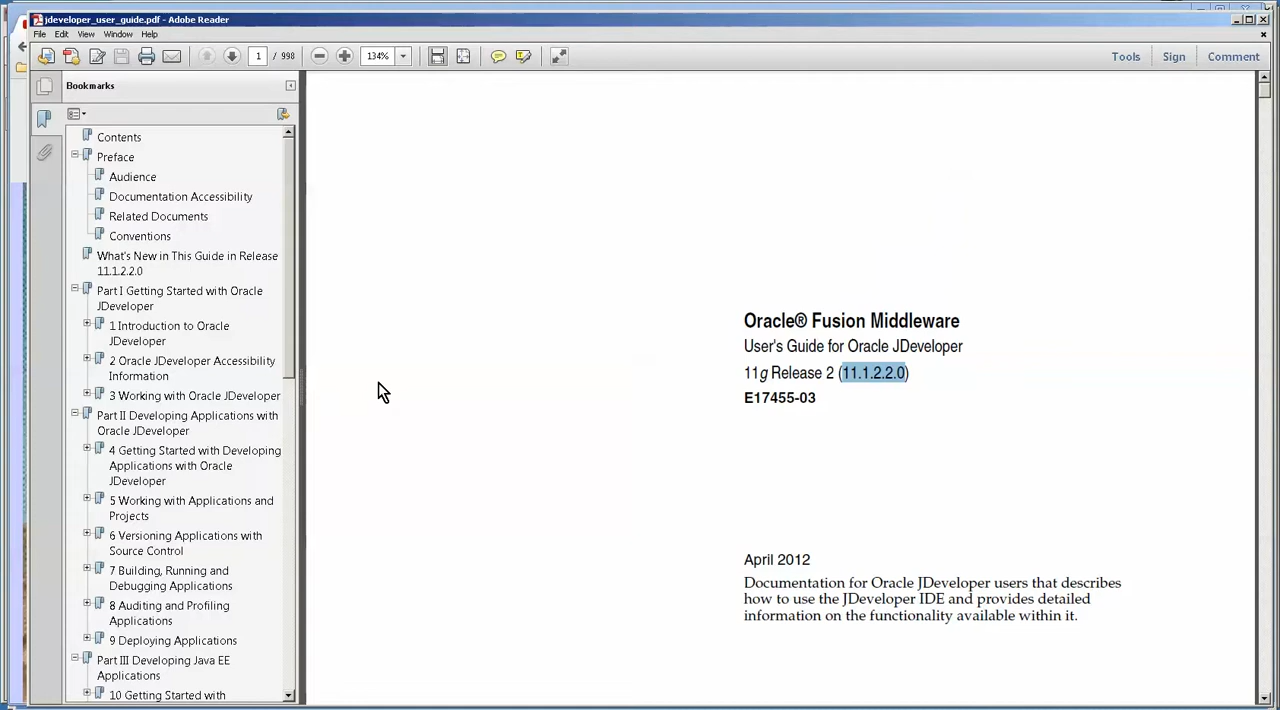 jdeveloper_user_guide.pdf - Adobe Reader
File Edit View Window Help
1 / 998 134% Tools Sign Comment
Bookmarks
Contents
Preface
Audience
Documentation Accessibility
Related Documents
Conventions
What's New in This Guide in Release
11.1.2.2.0
Part I Getting Started with Oracle
JDeveloper
1 Introduction to Oracle
JDeveloper
2 Oracle JDeveloper Accessibility
Information
3 Working with Oracle JDeveloper
Part II Developing Applications with
Oracle JDeveloper
4 Getting Started with Developing
Applications with Oracle
JDeveloper
5 Working with Applications and
Projects
6 Versioning Applications with
Source Control
7 Building, Running and
Debugging Applications
8 Auditing and Profiling
Applications
9 Deploying Applications
Part III Developing Java EE
Applications
10 Getting Started with
Oracle® Fusion Middleware
User's Guide for Oracle JDeveloper
11g Release 2 (11.1.2.2.0)
E17455-03
April 2012
Documentation for Oracle JDeveloper users that describes
how to use the JDeveloper IDE and provides detailed
information on the functionality available within it.